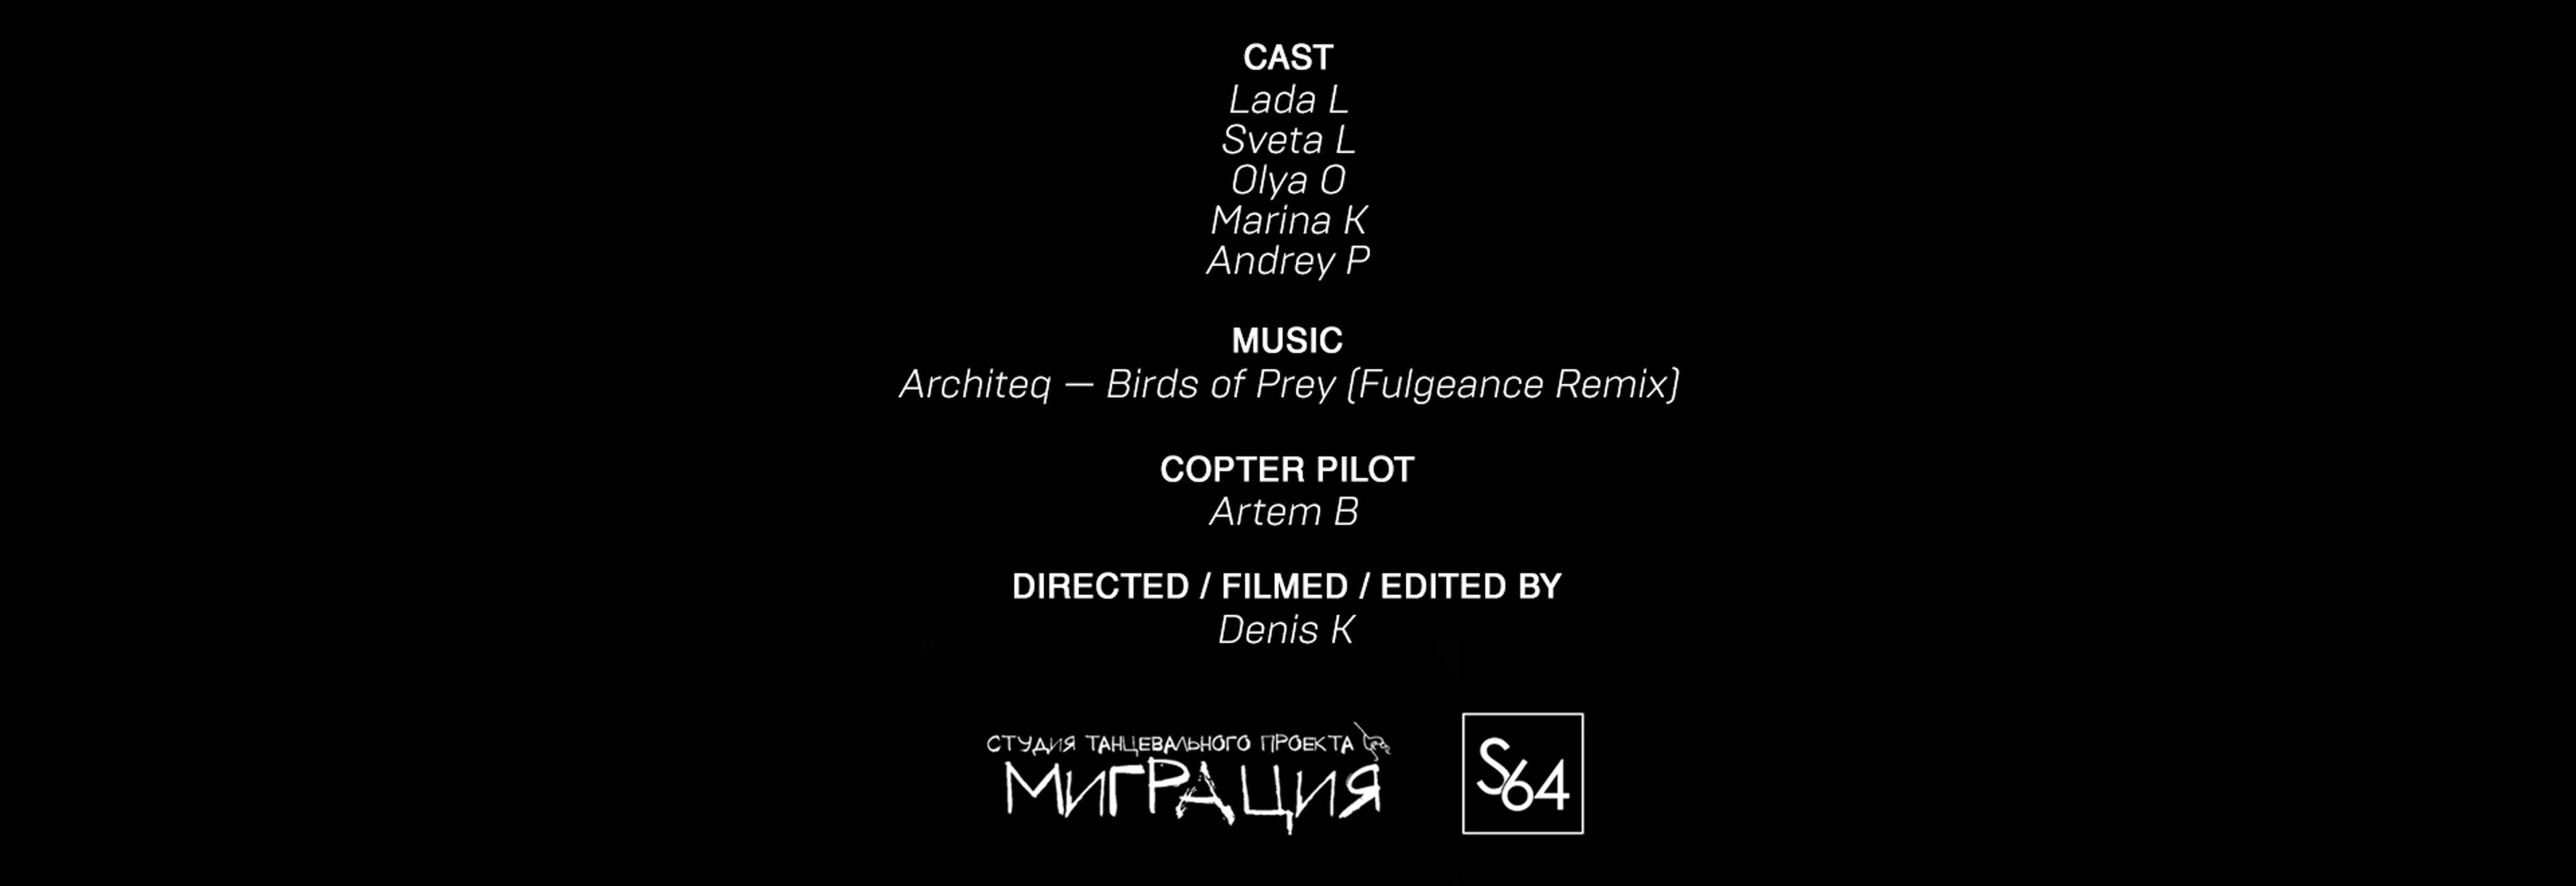 CAST
Lada L
Sveta L
Olya O
Marina K
Andrey P
MUSIC
Architeq — Birds of Prey (Fulgeance Remix)
COPTER PILOT
Artem B
DIRECTED / FILMED / EDITED BY
Denis K
СТУДИЯ ТАНЦЕВАЛЬНОГО ПРОЕКТА
МИГРАЦИЯ
S64